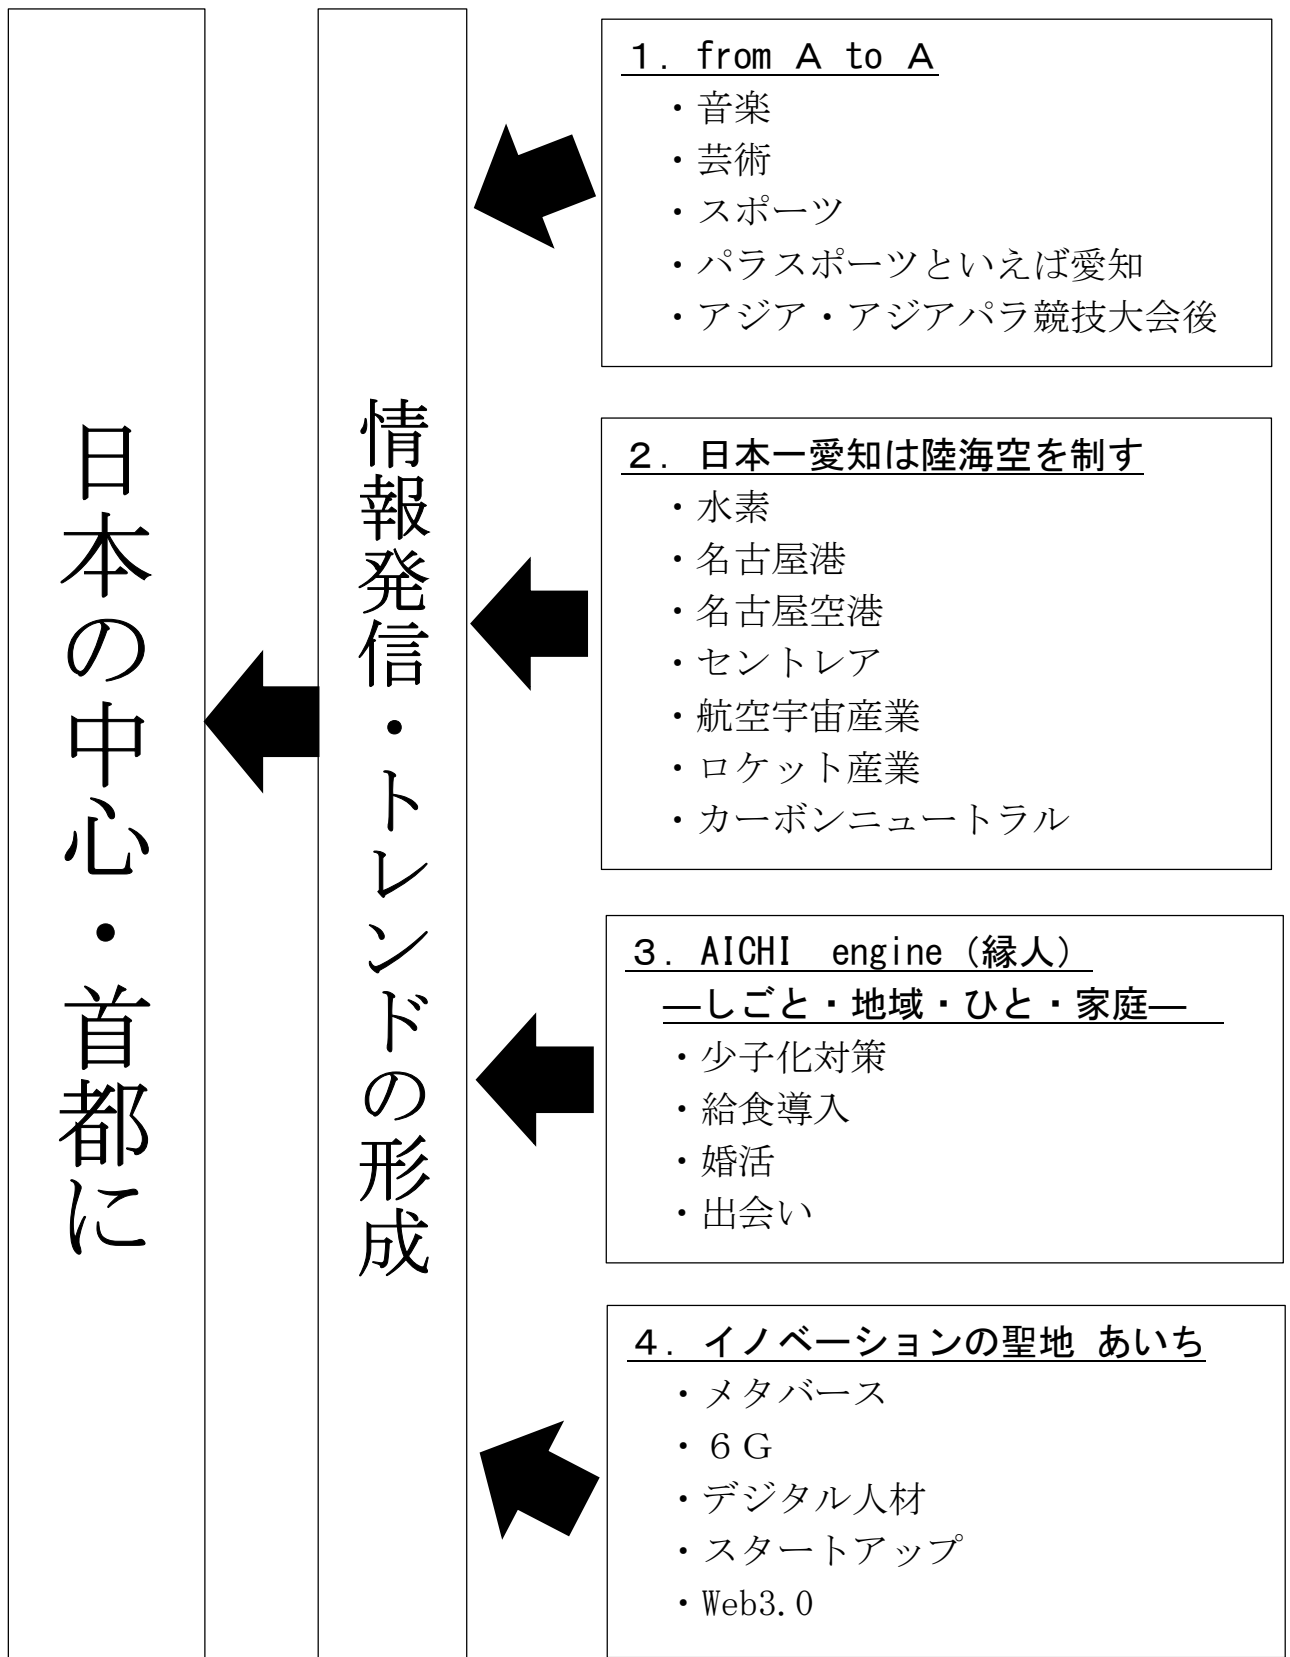 日本の中心・首都に
情報発信・トレンドの形成
１．from A to A
・音楽
・芸術
・スポーツ
・パラスポーツといえば愛知
・アジア・アジアパラ競技大会後
２．日本一愛知は陸海空を制す
・水素
・名古屋港
・名古屋空港
・セントレア
・航空宇宙産業
・ロケット産業
・カーボンニュートラル
３．AICHI　engine（縁人）
―しごと・地域・ひと・家庭―
・少子化対策
・給食導入
・婚活
・出会い
４．イノベーションの聖地 あいち
・メタバース
・６Ｇ
・デジタル人材
・スタートアップ
・Web3.0